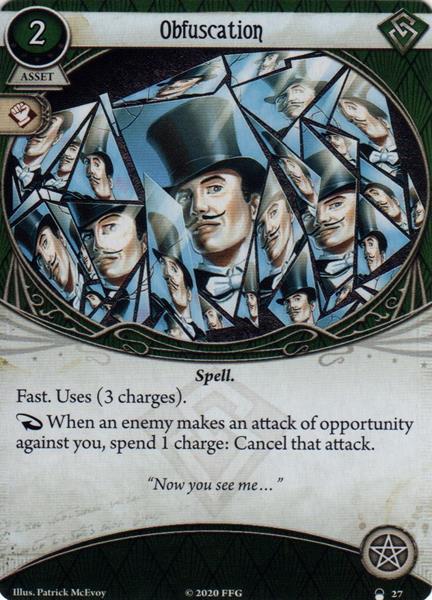 2
Obfuscation
ASSET
Spell.
Fast. Uses (3 charges).
When an enemy makes an attack of opportunity
against you, spend 1 charge: Cancel that attack.
“Now you see me…”
Illus. Patrick McEvoy
© 2020 FFG
27